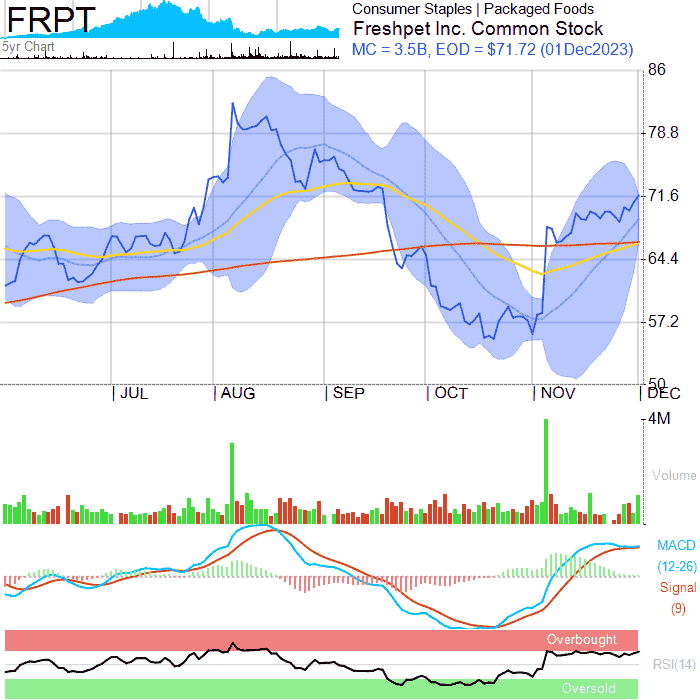 FRPT
5yr Chart
Consumer Staples | Packaged Foods
Freshpet Inc. Common Stock
MC = 3.5B, EOD = $71.72 (01Dec2023)
86
78.8
71.6
64.4
57.2
50
JUL
AUG
SEP
OCT
NOV
DEC
4M
Volume
MACD
(12-26)
Signal
(9)
Overbought
RSI(14)
Oversold